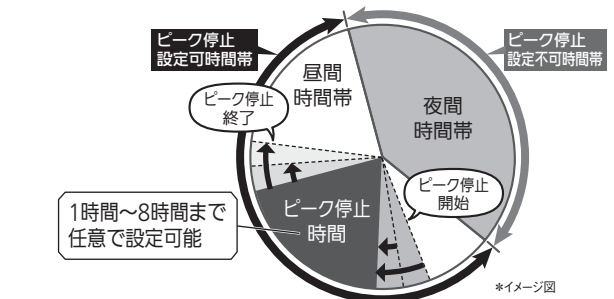 ピーク停止
設定可時間帯
ピーク停止
設定不可時間帯
昼間
時間帯
ピーク停止
終了
夜間
時間帯
ピーク停止
開始
1時間～8時間まで
任意で設定可能
ピーク停止
時間
*イメージ図